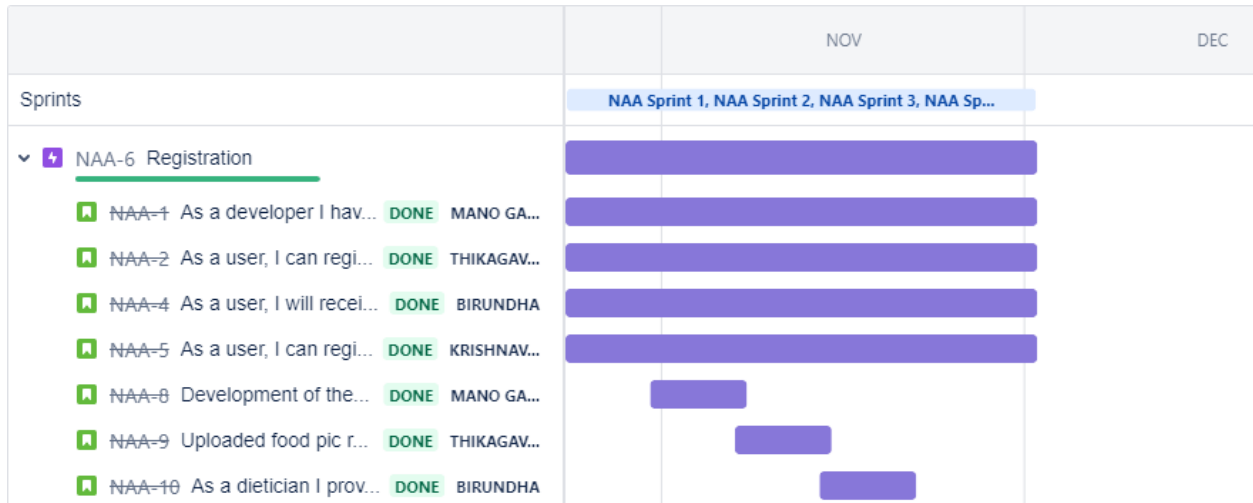 NOV DEC
Sprints NAA Sprint 1, NAA Sprint 2, NAA Sprint 3, NAA Sp...
NAA-6 Registration
NAA-1 As a developer I hav... DONE MANO GA...
NAA-2 As a user, I can regi... DONE THIKAGAV...
NAA-4 As a user, I will recei... DONE BIRUNDHA
NAA-5 As a user, I can regi... DONE KRISHNAV...
NAA-8 Development of the... DONE MANO GA...
NAA-9 Uploaded food pic r... DONE THIKAGAV...
NAA-10 As a dietician I prov... DONE BIRUNDHA